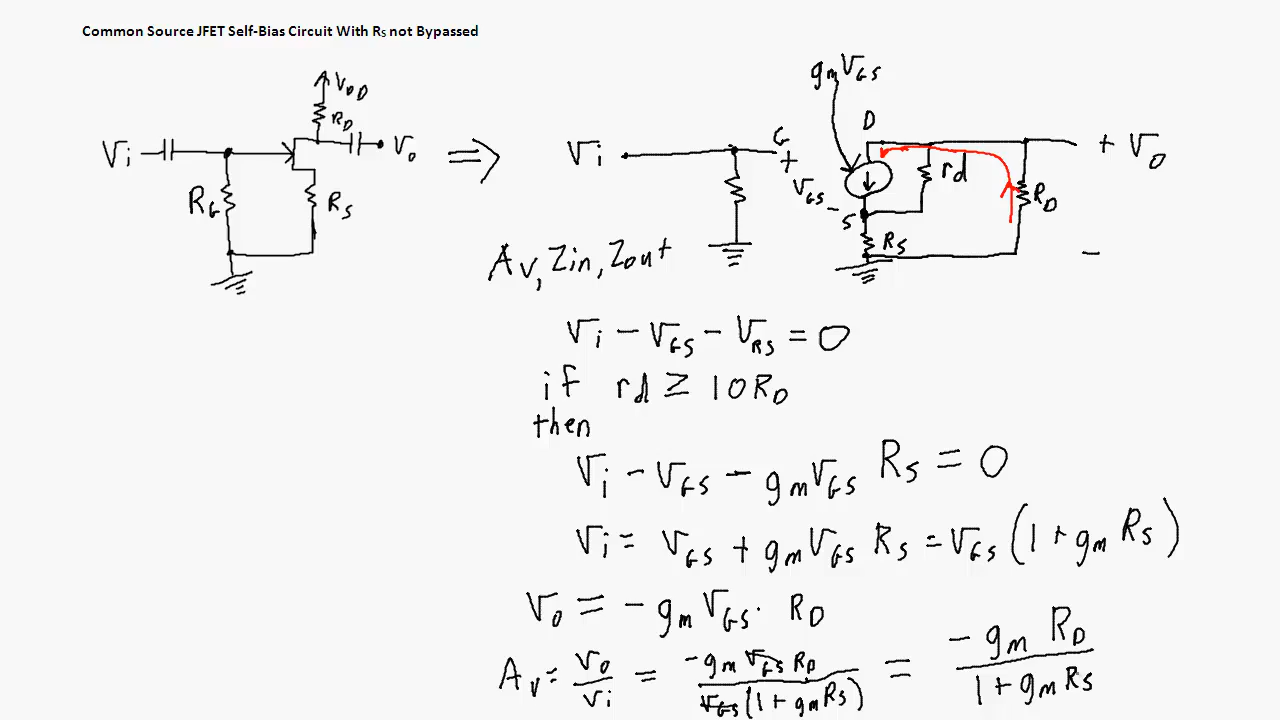 Common Source JFET Self-Bias Circuit With RS not Bypassed
VDD
RD
Vi
Vo
RG
RS
⇒
gmVGS
D
G
Vi
+
VGS
-
S
rd
RD
RS
+ Vo
-
Av, Zin, Zout
Vi - VGS - VRS = 0
if rd ≥ 10RD
then
Vi - VGS - gmVGS RS = 0
Vi = VGS + gmVGS RS = VGS (1 + gm RS)
Vo = - gm VGS · RD
Av = Vo/Vi = -gm VGS RD / VGS (1 + gm RS) = - gm RD / 1 + gm RS